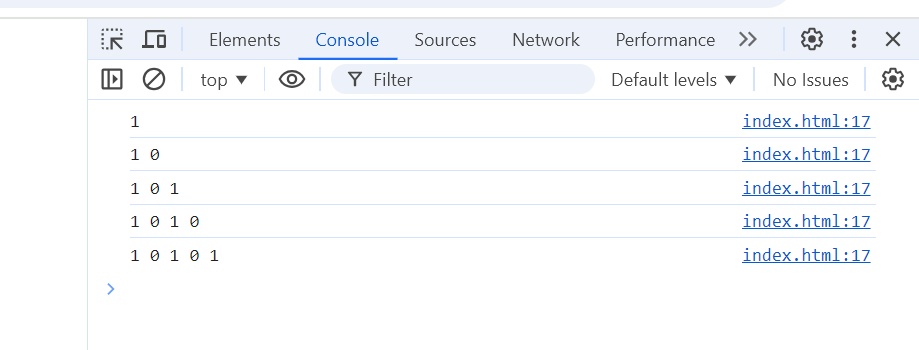 Elements Console Sources Network Performance
top Filter Default levels No Issues
1 index.html:17
1 0 index.html:17
1 0 1 index.html:17
1 0 1 0 index.html:17
1 0 1 0 1 index.html:17